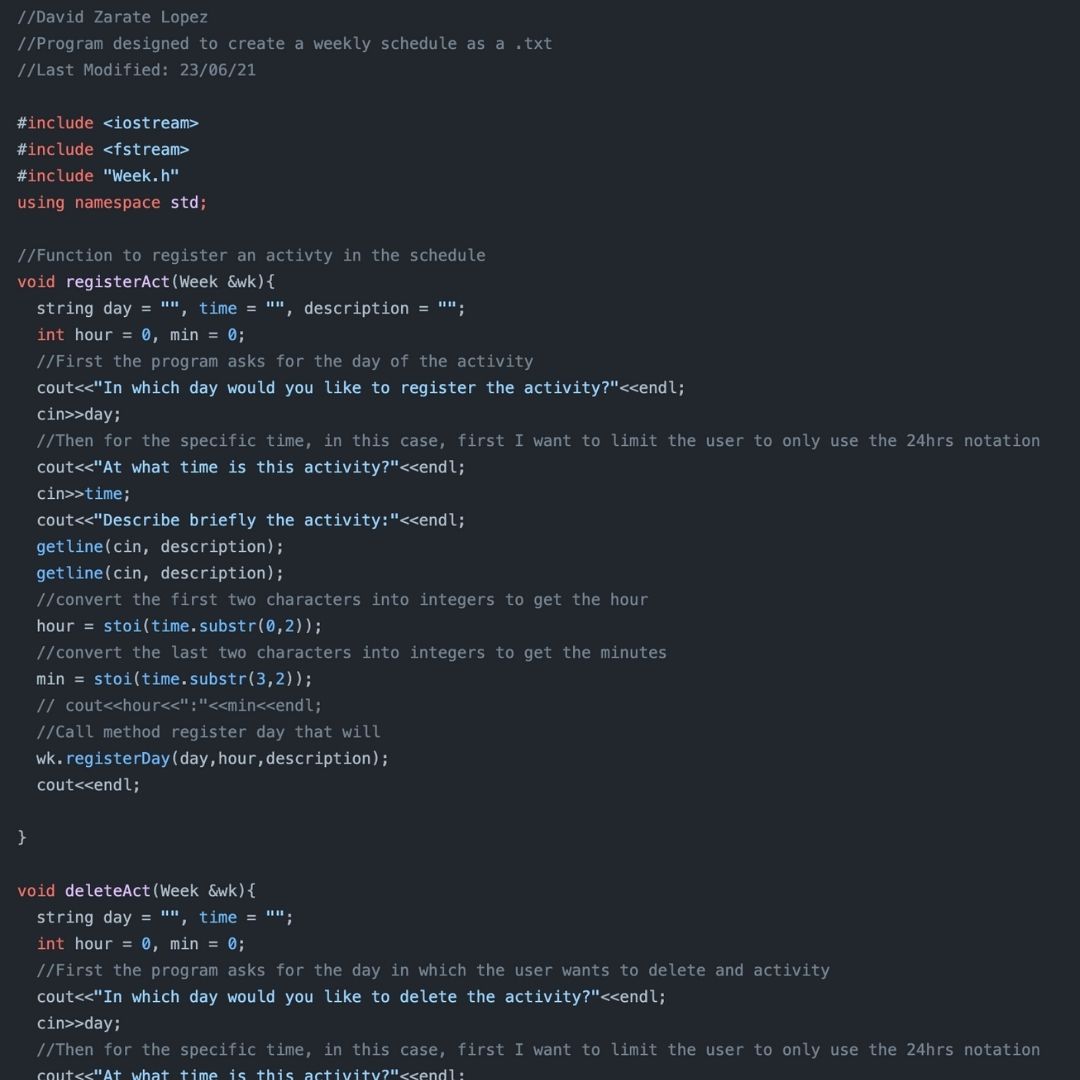 //David Zarate Lopez
//Program designed to create a weekly schedule as a .txt
//Last Modified: 23/06/21
#include <iostream>
#include <fstream>
#include "Week.h"
using namespace std;
//Function to register an activty in the schedule
void registerAct(Week &wk){
string day = "", time = "", description = "";
int hour = 0, min = 0;
//First the program asks for the day of the activity
cout<<"In which day would you like to register the activity?"<<endl;
cin>>day;
//Then for the specific time, in this case, first I want to limit the user to only use the 24hrs notation
cout<<"At what time is this activity?"<<endl;
cin>>time;
cout<<"Describe briefly the activity:"<<endl;
getline(cin, description);
getline(cin, description);
//convert the first two characters into integers to get the hour
hour = stoi(time.substr(0,2));
//convert the last two characters into integers to get the minutes
min = stoi(time.substr(3,2));
// cout<<hour<<":"<<min<<endl;
//Call method register day that will
wk.registerDay(day,hour,description);
cout<<endl;
}
void deleteAct(Week &wk){
string day = "", time = "";
int hour = 0, min = 0;
//First the program asks for the day in which the user wants to delete and activity
cout<<"In which day would you like to delete the activity?"<<endl;
cin>>day;
//Then for the specific time, in this case, first I want to limit the user to only use the 24hrs notation
cout<<"At what time is this activity?"<<endl;